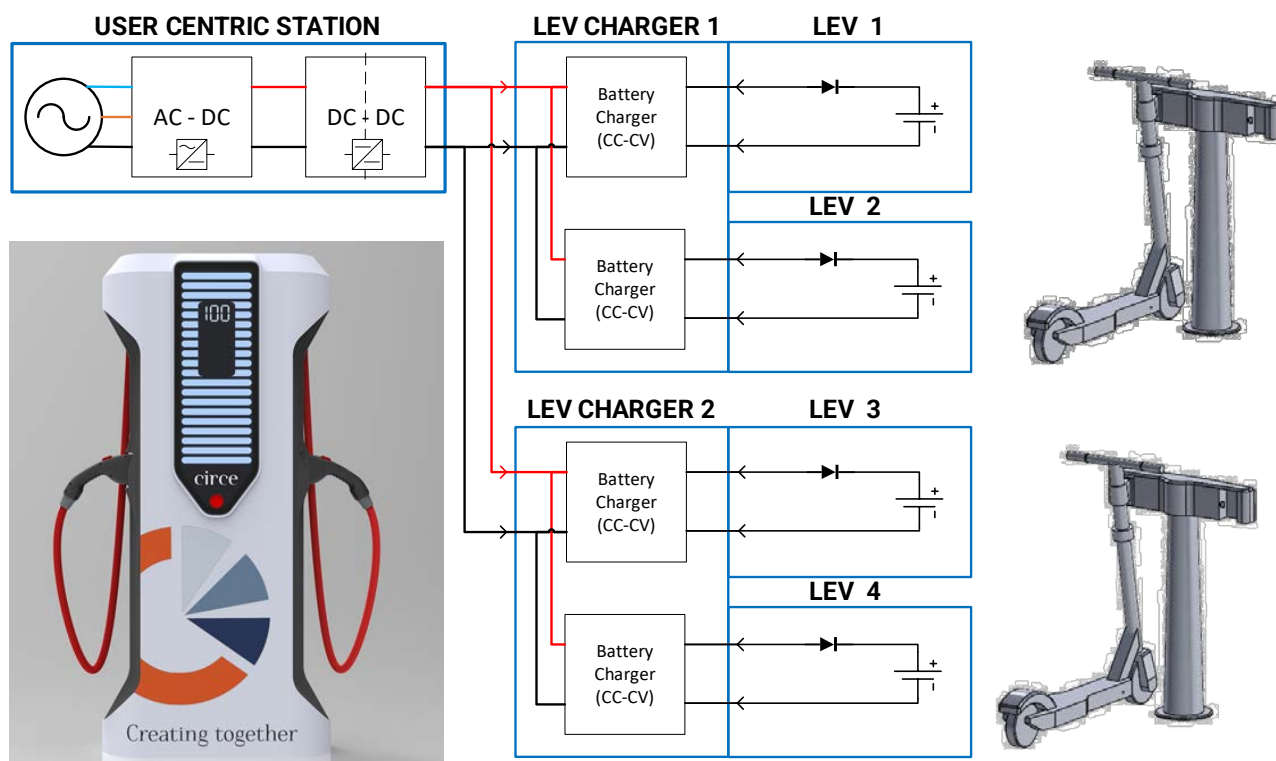 USER CENTRIC STATION
LEV CHARGER 1
LEV 1
AC - DC
DC - DC
Battery
Charger
(CC-CV)
+
-
LEV 2
Battery
Charger
(CC-CV)
+
-
100
circe
Creating together
LEV CHARGER 2
LEV 3
Battery
Charger
(CC-CV)
+
-
LEV 4
Battery
Charger
(CC-CV)
+
-